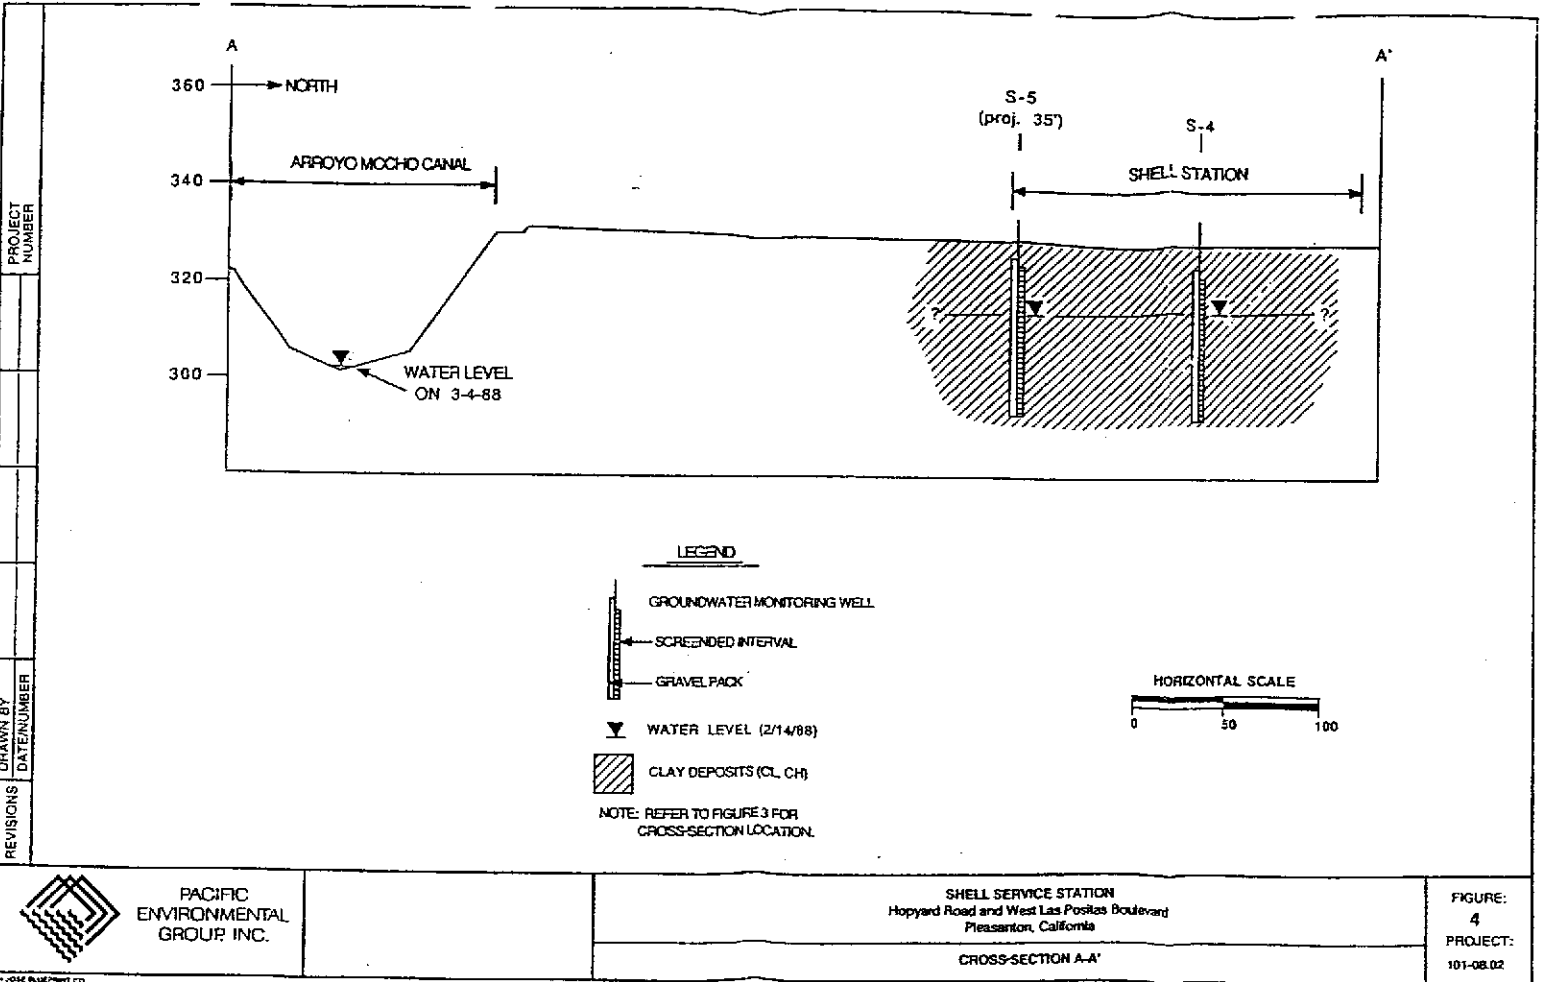 A
A'
360
NORTH
S-5
(proj. 35')
S-4
ARROYO MOCHO CANAL
SHELL STATION
340
320
300
?
?
WATER LEVEL
ON 3-4-88
LEGEND
GROUNDWATER MONITORING WELL
SCREENDED INTERVAL
GRAVEL PACK
WATER LEVEL (2/14/88)
CLAY DEPOSITS (CL, CH)
NOTE: REFER TO FIGURE 3 FOR
CROSS-SECTION LOCATION.
HORIZONTAL SCALE
0 50 100
PROJECT
NUMBER
DRAWN BY
DATE/NUMBER
REVISIONS
PACIFIC
ENVIRONMENTAL
GROUP, INC.
SHELL SERVICE STATION
Hopyard Road and West Las Positas Boulevard
Pleasanton, California
CROSS-SECTION A-A'
FIGURE:
4
PROJECT:
101-08.02